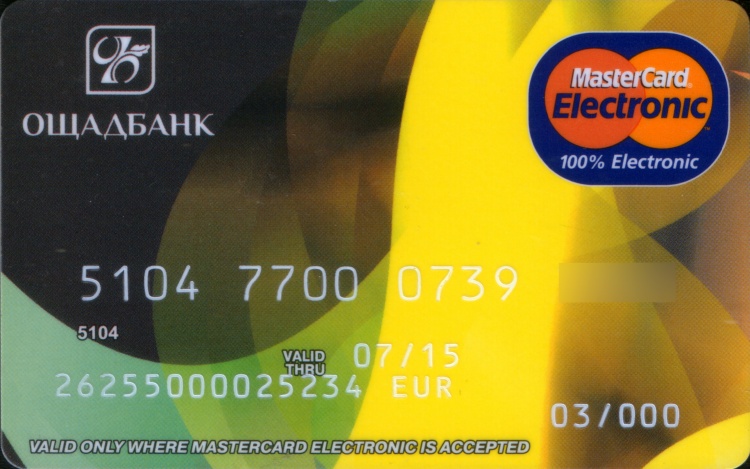 ОЩАДБАНК
MasterCard
Electronic
100% Electronic
5104 7700 0739
5104
VALID THRU 07/15
26255000025234 EUR
03/000
VALID ONLY WHERE MASTERCARD ELECTRONIC IS ACCEPTED